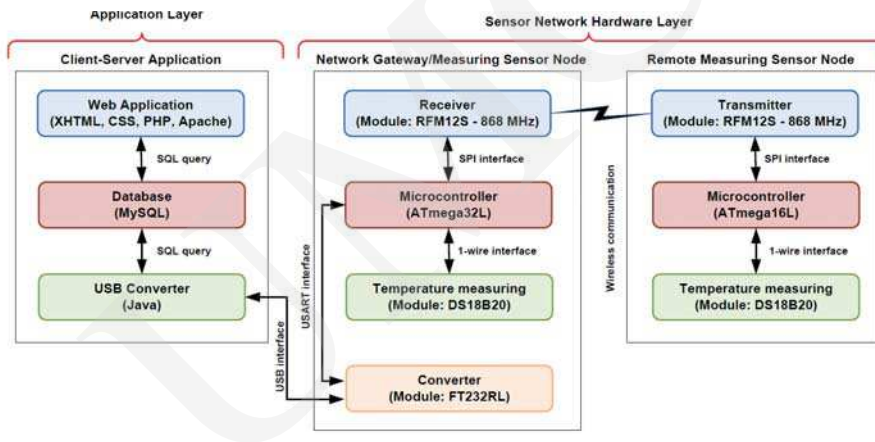 Application Layer
Sensor Network Hardware Layer
Client-Server Application
Network Gateway/Measuring Sensor Node
Remote Measuring Sensor Node
Web Application
(XHTML, CSS, PHP, Apache)
SQL query
Database
(MySQL)
SQL query
USB Converter
(Java)
USB interface
USART interface
Receiver
(Module: RFM12S - 868 MHz)
SPI interface
Microcontroller
(ATmega32L)
1-wire interface
Temperature measuring
(Module: DS18B20)
Converter
(Module: FT232RL)
Wireless communication
Transmitter
(Module: RFM12S - 868 MHz)
SPI interface
Microcontroller
(ATmega16L)
1-wire interface
Temperature measuring
(Module: DS18B20)